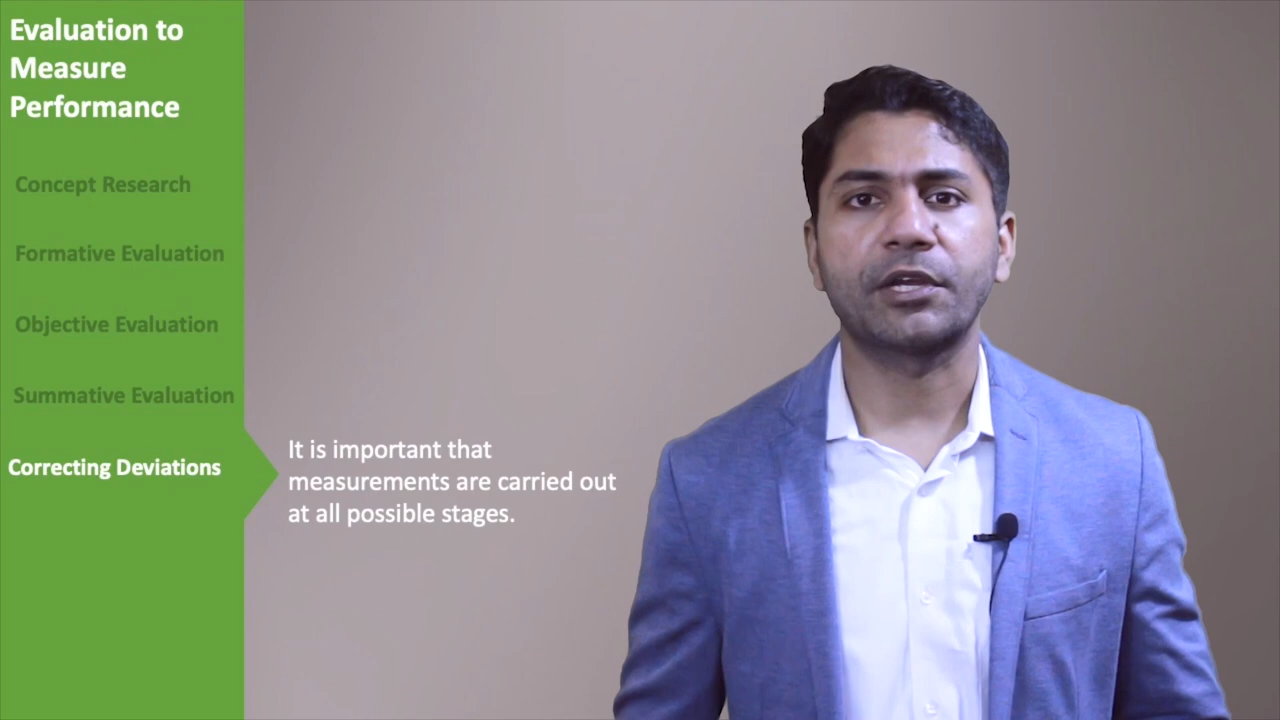 Evaluation to
Measure
Performance
Concept Research
Formative Evaluation
Objective Evaluation
Summative Evaluation
Correcting Deviations
It is important that
measurements are carried out
at all possible stages.